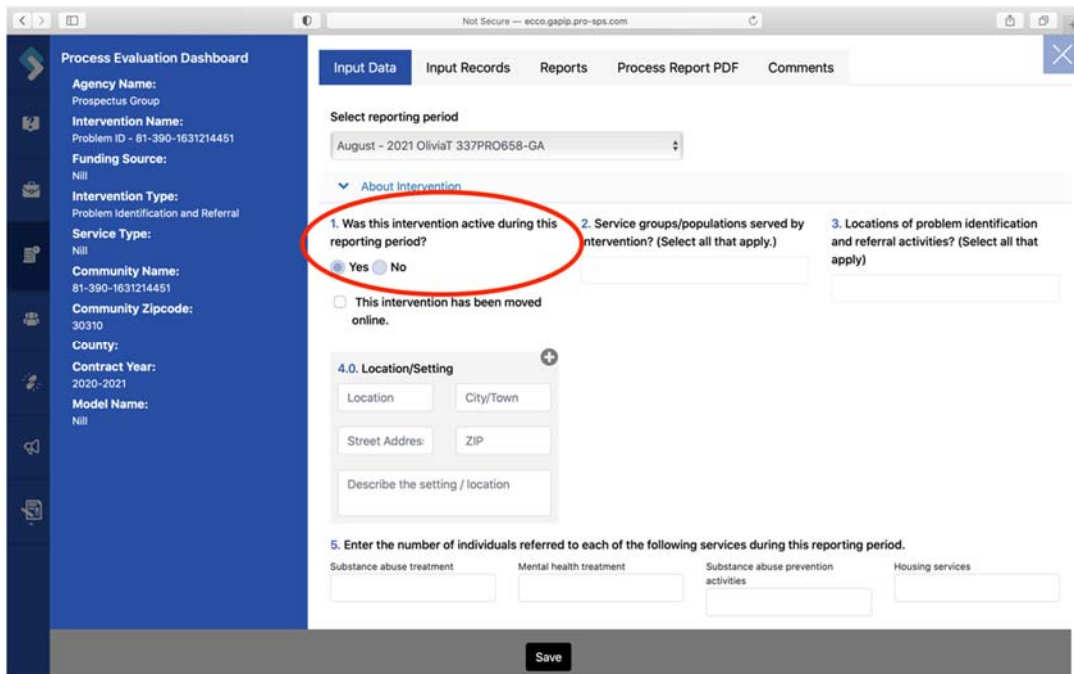 Not Secure — ecco.gapip.pro-sps.com
Process Evaluation Dashboard
Agency Name:
Prospectus Group
Intervention Name:
Problem ID - 81-390-1631214451
Funding Source:
Nill
Intervention Type:
Problem Identification and Referral
Service Type:
Nill
Community Name:
81-390-1631214451
Community Zipcode:
30310
County:
Contract Year:
2020-2021
Model Name:
Nill
Input Data
Input Records
Reports
Process Report PDF
Comments
Select reporting period
August - 2021 OliviaT 337PRO658-GA
About Intervention
1. Was this intervention active during this
reporting period?
Yes No
This intervention has been moved
online.
2. Service groups/populations served by
intervention? (Select all that apply.)
3. Locations of problem identification
and referral activities? (Select all that
apply)
4.0. Location/Setting
Location
City/Town
Street Addres
ZIP
Describe the setting / location
5. Enter the number of individuals referred to each of the following services during this reporting period.
Substance abuse treatment
Mental health treatment
Substance abuse prevention
activities
Housing services
Save